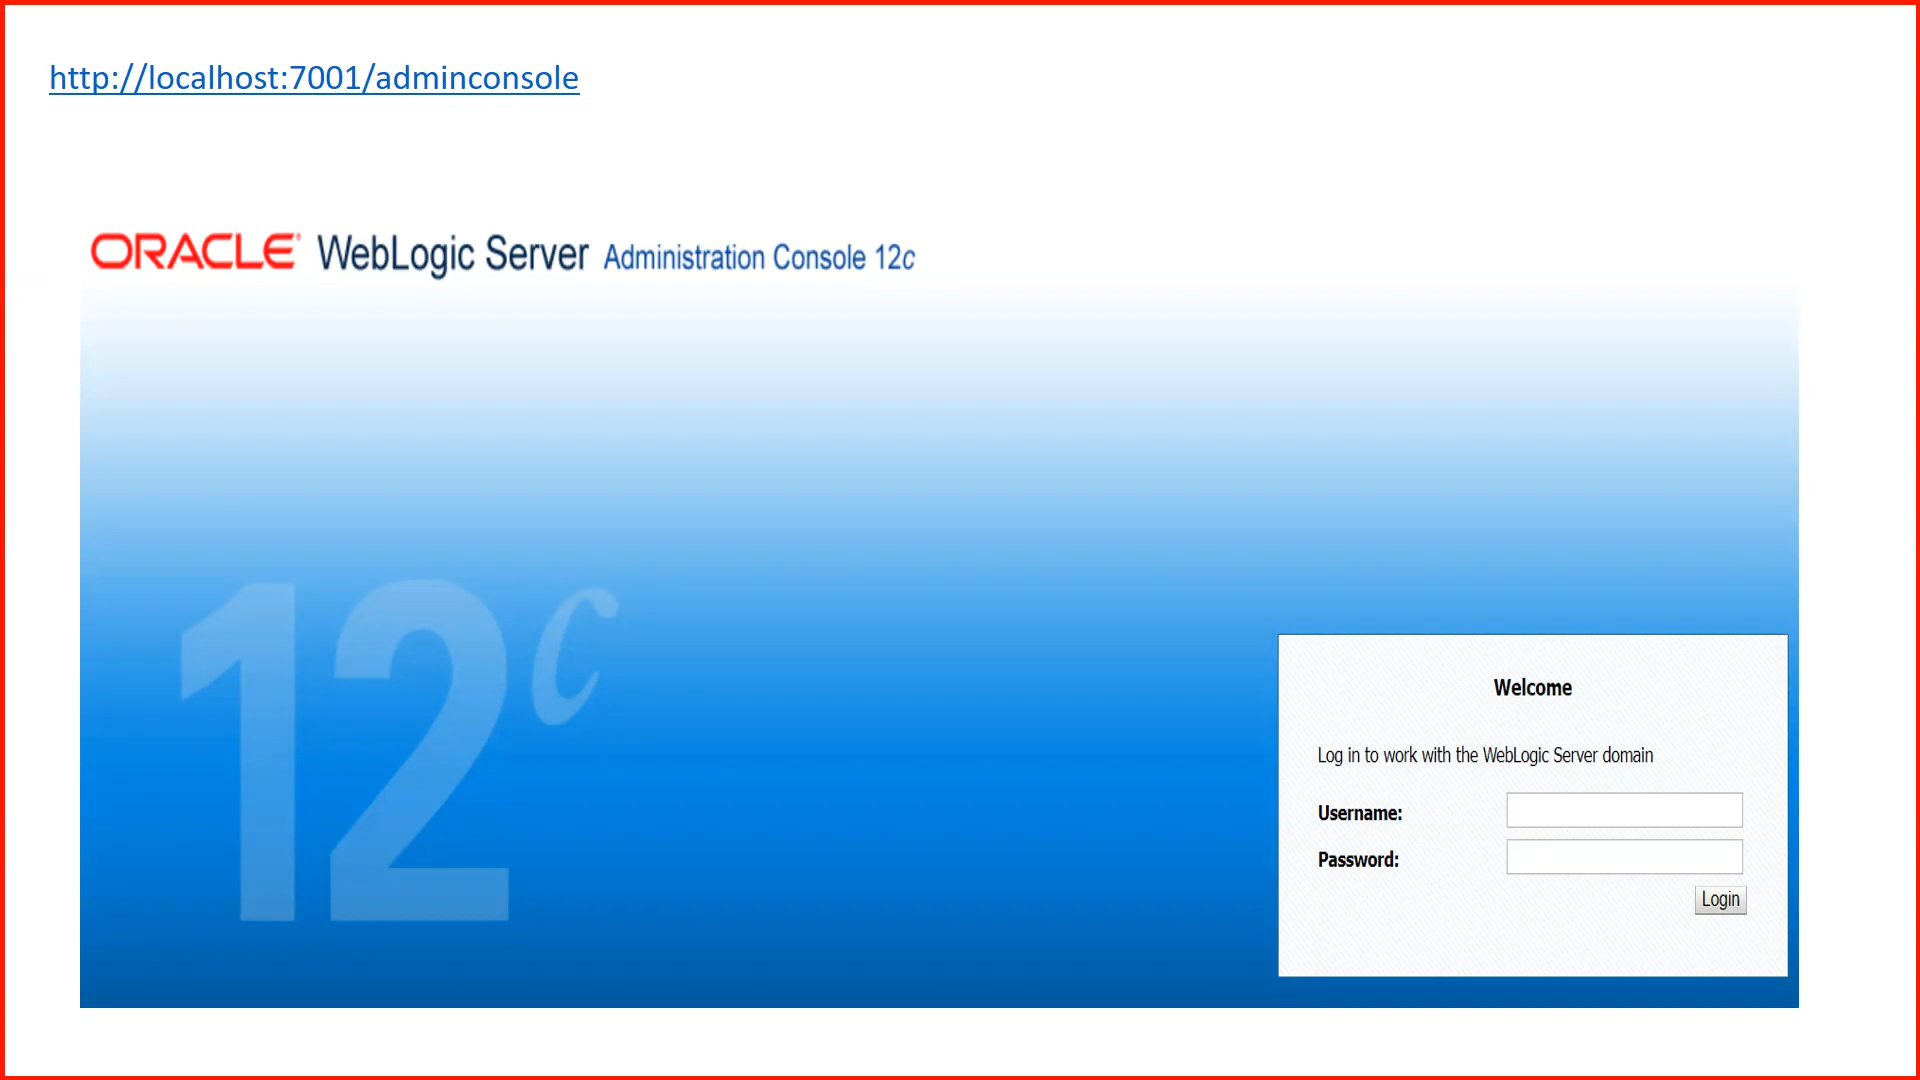 http://localhost:7001/adminconsole
ORACLE® WebLogic Server Administration Console 12c
12c
Welcome
Log in to work with the WebLogic Server domain
Username:
Password:
Login